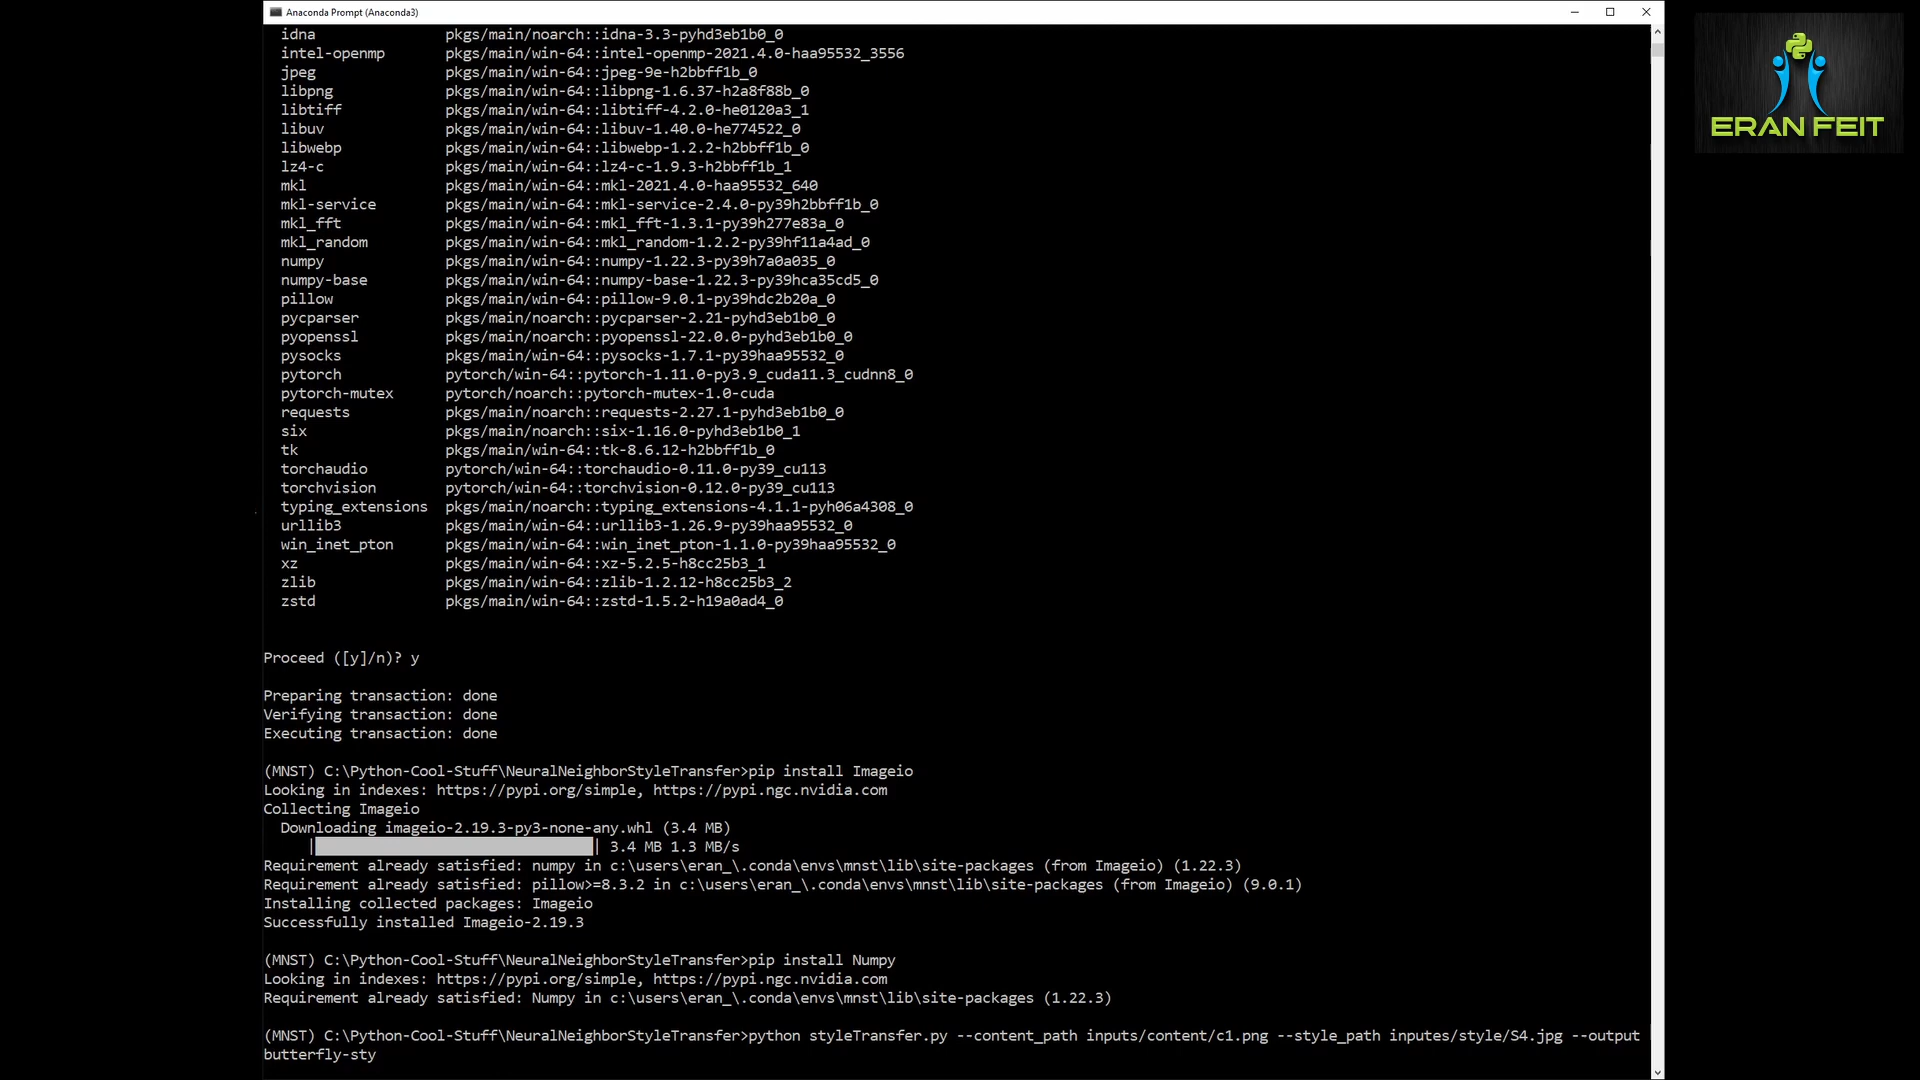 Anaconda Prompt (Anaconda3)
idna pkgs/main/noarch::idna-3.3-pyhd3eb1b0_0
intel-openmp pkgs/main/win-64::intel-openmp-2021.4.0-haa95532_3556
jpeg pkgs/main/win-64::jpeg-9e-h2bbff1b_0
libpng pkgs/main/win-64::libpng-1.6.37-h2a8f88b_0
libtiff pkgs/main/win-64::libtiff-4.2.0-he0120a3_1
libuv pkgs/main/win-64::libuv-1.40.0-he774522_0
libwebp pkgs/main/win-64::libwebp-1.2.2-h2bbff1b_0
lz4-c pkgs/main/win-64::lz4-c-1.9.3-h2bbff1b_1
mkl pkgs/main/win-64::mkl-2021.4.0-haa95532_640
mkl-service pkgs/main/win-64::mkl-service-2.4.0-py39h2bbff1b_0
mkl_fft pkgs/main/win-64::mkl_fft-1.3.1-py39h277e83a_0
mkl_random pkgs/main/win-64::mkl_random-1.2.2-py39hf11a4ad_0
numpy pkgs/main/win-64::numpy-1.22.3-py39h7a0a035_0
numpy-base pkgs/main/win-64::numpy-base-1.22.3-py39hca35cd5_0
pillow pkgs/main/win-64::pillow-9.0.1-py39hdc2b20a_0
pycparser pkgs/main/noarch::pycparser-2.21-pyhd3eb1b0_0
pyopenssl pkgs/main/noarch::pyopenssl-22.0.0-pyhd3eb1b0_0
pysocks pkgs/main/win-64::pysocks-1.7.1-py39haa95532_0
pytorch pytorch/win-64::pytorch-1.11.0-py3.9_cuda11.3_cudnn8_0
pytorch-mutex pytorch/noarch::pytorch-mutex-1.0-cuda
requests pkgs/main/noarch::requests-2.27.1-pyhd3eb1b0_0
six pkgs/main/noarch::six-1.16.0-pyhd3eb1b0_1
tk pkgs/main/win-64::tk-8.6.12-h2bbff1b_0
torchaudio pytorch/win-64::torchaudio-0.11.0-py39_cu113
torchvision pytorch/win-64::torchvision-0.12.0-py39_cu113
typing_extensions pkgs/main/noarch::typing_extensions-4.1.1-pyh06a4308_0
urllib3 pkgs/main/win-64::urllib3-1.26.9-py39haa95532_0
win_inet_pton pkgs/main/win-64::win_inet_pton-1.1.0-py39haa95532_0
xz pkgs/main/win-64::xz-5.2.5-h8cc25b3_1
zlib pkgs/main/win-64::zlib-1.2.12-h8cc25b3_2
zstd pkgs/main/win-64::zstd-1.5.2-h19a0ad4_0
Proceed ([y]/n)? y
Preparing transaction: done
Verifying transaction: done
Executing transaction: done
(MNST) C:\Python-Cool-Stuff\NeuralNeighborStyleTransfer>pip install Imageio
Looking in indexes: https://pypi.org/simple, https://pypi.ngc.nvidia.com
Collecting Imageio
Downloading imageio-2.19.3-py3-none-any.whl (3.4 MB)
| | 3.4 MB 1.3 MB/s
Requirement already satisfied: numpy in c:\users\eran_\.conda\envs\mnst\lib\site-packages (from Imageio) (1.22.3)
Requirement already satisfied: pillow>=8.3.2 in c:\users\eran_\.conda\envs\mnst\lib\site-packages (from Imageio) (9.0.1)
Installing collected packages: Imageio
Successfully installed Imageio-2.19.3
(MNST) C:\Python-Cool-Stuff\NeuralNeighborStyleTransfer>pip install Numpy
Looking in indexes: https://pypi.org/simple, https://pypi.ngc.nvidia.com
Requirement already satisfied: Numpy in c:\users\eran_\.conda\envs\mnst\lib\site-packages (1.22.3)
(MNST) C:\Python-Cool-Stuff\NeuralNeighborStyleTransfer>python styleTransfer.py --content_path inputs/content/c1.png --style_path inputes/style/S4.jpg --output
butterfly-sty
ERAN FEIT